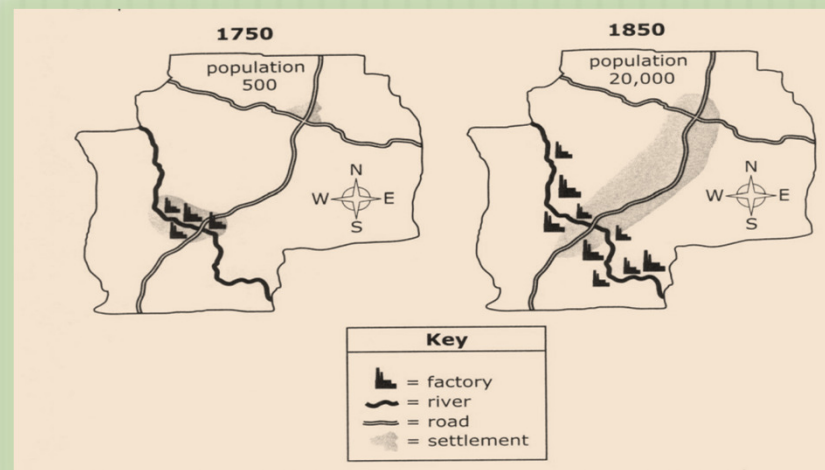 1750
population
500
N
W
E
S
1850
population
20,000
N
W
E
S
Key
= factory
= river
= road
= settlement